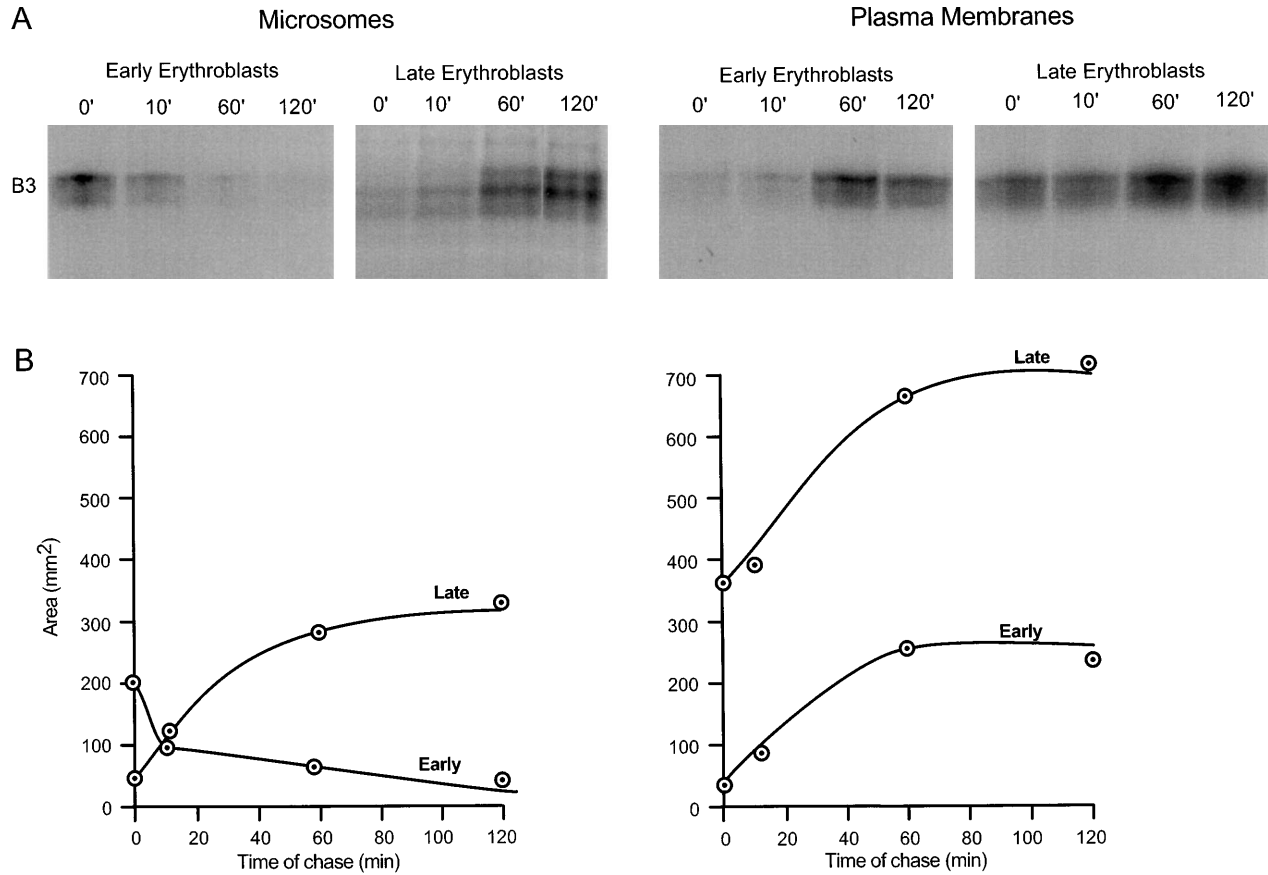 A
Microsomes
Plasma Membranes
Early Erythroblasts
Late Erythroblasts
Early Erythroblasts
Late Erythroblasts
0' 10' 60' 120'
0' 10' 60' 120'
0' 10' 60' 120'
0' 10' 60' 120'
B3
B
700
600
500
400
300
200
100
0
Area (mm2)
Late
Early
0 20 40 60 80 100 120
Time of chase (min)
700
600
500
400
300
200
100
0
Late
Early
0 20 40 60 80 100 120
Time of chase (min)